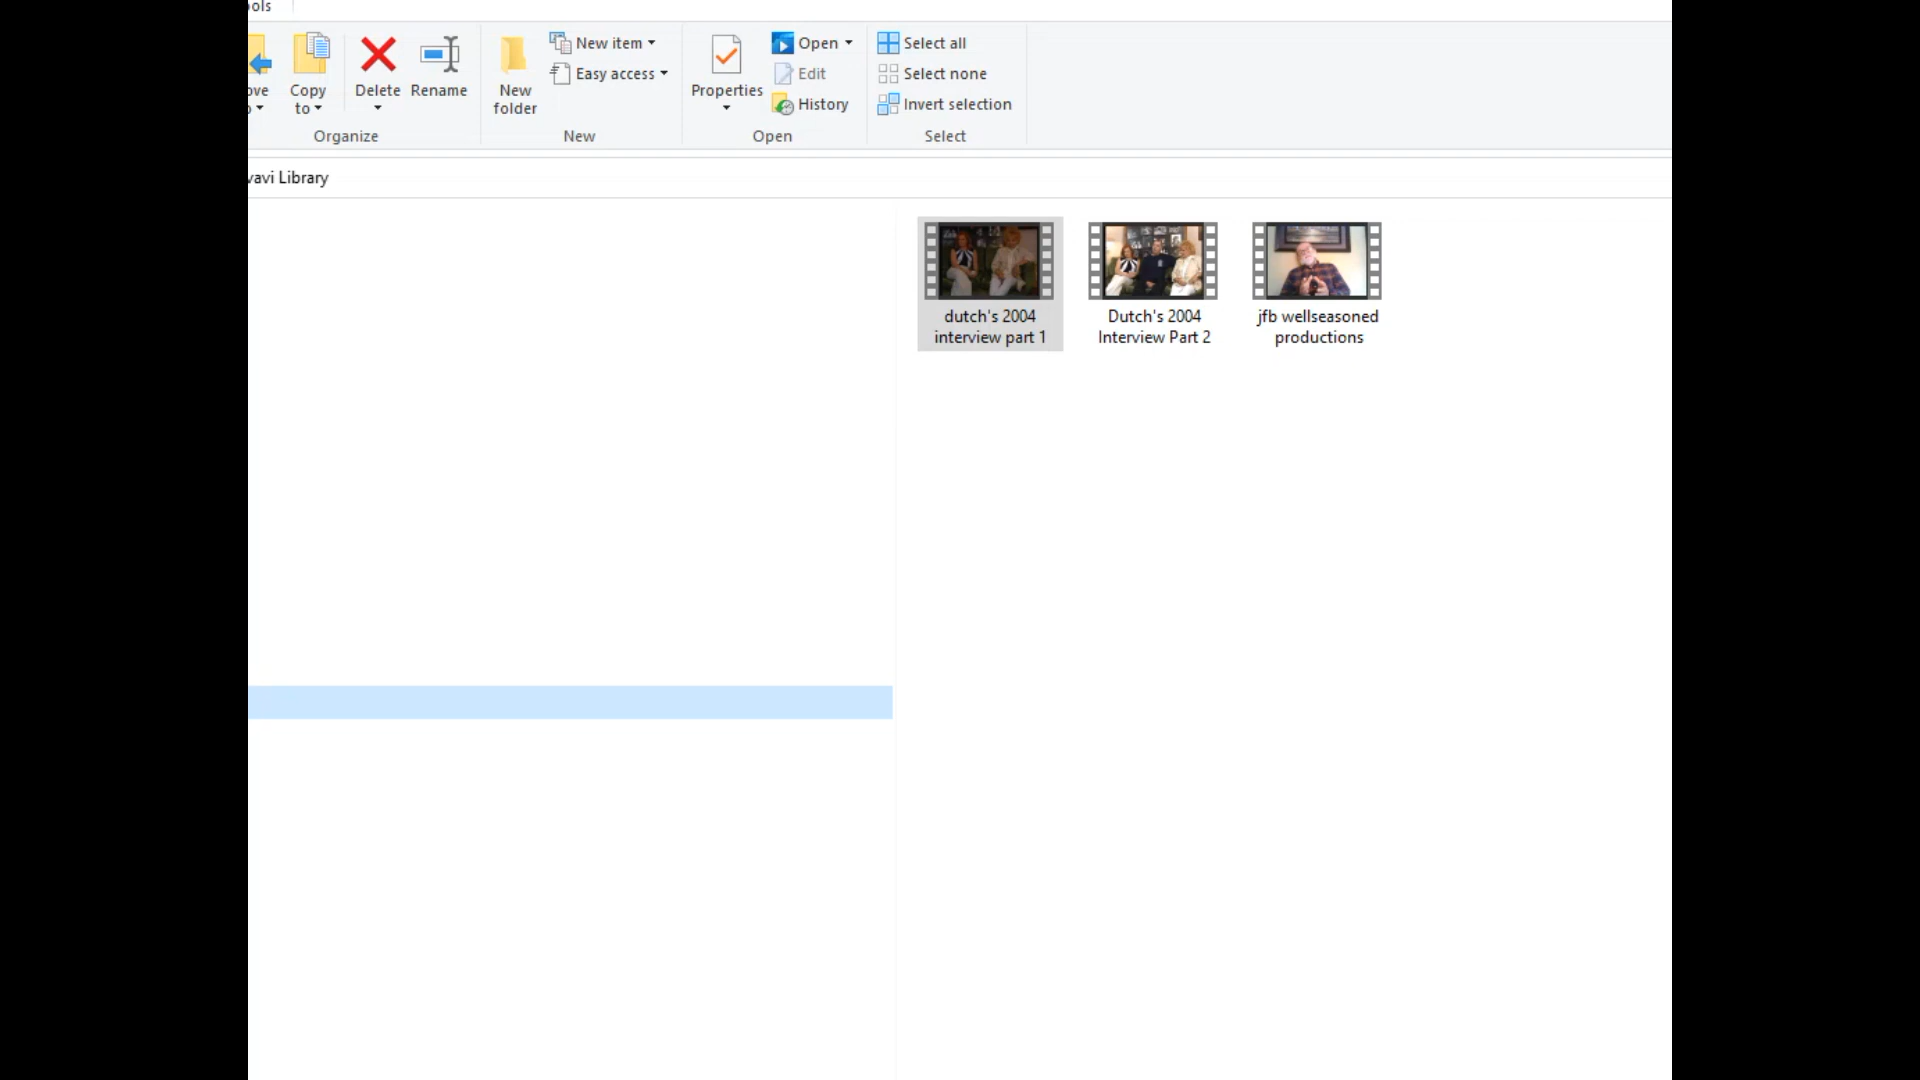 ols
ove
Copy
to
Delete
Rename
Organize
New
folder
New item
Easy access
New
Properties
Open
Edit
History
Open
Select all
Select none
Invert selection
Select
vavi Library
dutch's 2004
interview part 1
Dutch's 2004
Interview Part 2
jfb wellseasoned
productions